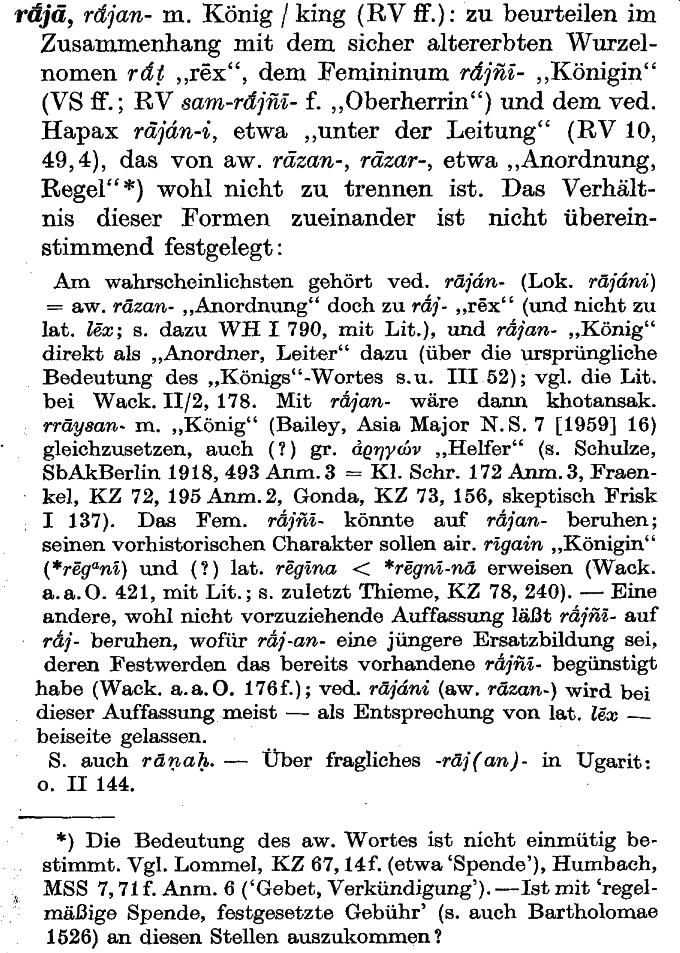 rā́jā, rā́jan- m. König / king (RV ff.): zu beurteilen im
Zusammenhang mit dem sicher altererbten Wurzel-
nomen rā́ṭ „rēx“, dem Femininum rā́jñī- „Königin“
(VS ff.; RV sam-rā́jñī- f. „Oberherrin“) und dem ved.
Hapax rāján-i, etwa „unter der Leitung“ (RV 10,
49,4), das von aw. rāzan-, rāzar-, etwa „Anordnung,
Regel“*) wohl nicht zu trennen ist. Das Verhält-
nis dieser Formen zueinander ist nicht überein-
stimmend festgelegt:
Am wahrscheinlichsten gehört ved. rāján- (Lok. rājáni)
= aw. rāzan- „Anordnung“ doch zu rā́j- „rēx“ (und nicht zu
lat. lēx; s. dazu WH I 790, mit Lit.), und rā́jan- „König“
direkt als „Anordner, Leiter“ dazu (über die ursprüngliche
Bedeutung des „Königs“-Wortes s.u. III 52); vgl. die Lit.
bei Wack. II/2, 178. Mit rā́jan- wäre dann khotansak.
rrāysan- m. „König“ (Bailey, Asia Major N.S. 7 [1959] 16)
gleichzusetzen, auch (?) gr. ἀρηγών „Helfer“ (s. Schulze,
SbAkBerlin 1918, 493 Anm. 3 = Kl. Schr. 172 Anm. 3, Fraen-
kel, KZ 72, 195 Anm. 2, Gonda, KZ 73, 156, skeptisch Frisk
I 137). Das Fem. rā́jñī- könnte auf rā́jan- beruhen;
seinen vorhistorischen Charakter sollen air. rīgain „Königin“
(*rēgᵃnī) und (?) lat. rēgīna < *rēgnī-nā erweisen (Wack.
a.a.O. 421, mit Lit.; s. zuletzt Thieme, KZ 78, 240). — Eine
andere, wohl nicht vorzuziehende Auffassung läßt rā́jñī- auf
rā́j- beruhen, wofür rā́j-an- eine jüngere Ersatzbildung sei,
deren Festwerden das bereits vorhandene rā́jñī- begünstigt
habe (Wack. a.a.O. 176f.); ved. rājáni (aw. rāzan-) wird bei
dieser Auffassung meist — als Entsprechung von lat. lēx —
beiseite gelassen.
S. auch rāṇaḥ. — Über fragliches -rāj(an)- in Ugarit:
o. II 144.
*) Die Bedeutung des aw. Wortes ist nicht einmütig be-
stimmt. Vgl. Lommel, KZ 67, 14f. (etwa ‘Spende’), Humbach,
MSS 7, 71f. Anm. 6 (‘Gebet, Verkündigung’). —Ist mit ‘regel-
mäßige Spende, festgesetzte Gebühr’ (s. auch Bartholomae
1526) an diesen Stellen auszukommen?